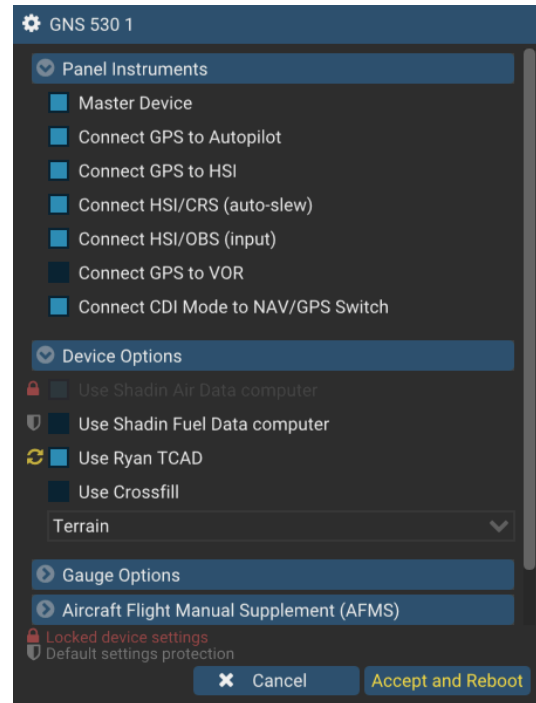 GNS 530 1
Panel Instruments
Master Device
Connect GPS to Autopilot
Connect GPS to HSI
Connect HSI/CRS (auto-slew)
Connect HSI/OBS (input)
Connect GPS to VOR
Connect CDI Mode to NAV/GPS Switch
Device Options
Use Shadin Air Data computer
Use Shadin Fuel Data computer
Use Ryan TCAD
Use Crossfill
Terrain
Gauge Options
Aircraft Flight Manual Supplement (AFMS)
Locked device settings
Default settings protection
Cancel Accept and Reboot